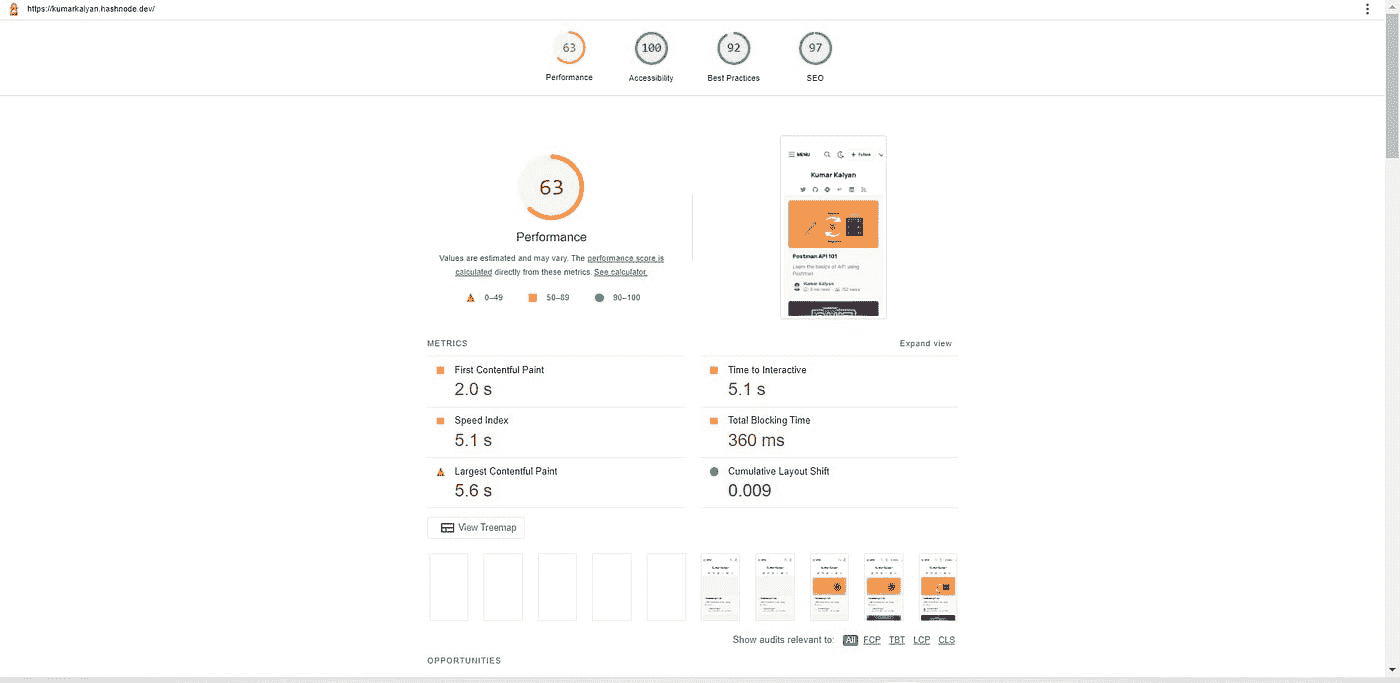 https://kumarkalyan.hashnode.dev/
63 100 92 97
Performance Accessibility Best Practices SEO
63
Performance
Values are estimated and may vary. The performance score is
calculated directly from these metrics. See calculator.
0–49 50–89 90–100
MENU Follow
Kumar Kalyan
Postman API 101
Learn the basics of API using
Postman
Kumar Kalyan
METRICS Expand view
First Contentful Paint
2.0 s
Time to Interactive
5.1 s
Speed Index
5.1 s
Total Blocking Time
360 ms
Largest Contentful Paint
5.6 s
Cumulative Layout Shift
0.009
View Treemap
Show audits relevant to: All FCP TBT LCP CLS
OPPORTUNITIES